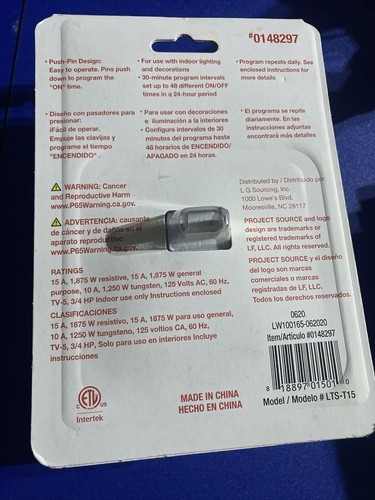 #0148297
• Push-Pin Design:
Easy to operate. Pins push
down to program the
"ON" time.
• For use with indoor lighting
and decorations
• 30-minute program intervals
set up 48 different ON/OFF
times in a 24-hour period
• Program repeats daily. See
enclosed instructions for
more details
• Diseño con pasadores para
presionar:
¡Fácil de operar.
Empuje las clavijas y
programe el tiempo
"ENCENDIDO".
• Para usar con decoraciones
e iluminación a la interiores
• Configure intervalos de 30
minutos del programa hasta
48 horarios de ENCENDIDO/
APAGADO en 24 horas.
• El programa se repita
diariamente. En las
instrucciones adjuntas
encontrará más detalles
WARNING: Cancer
and Reproductive Harm
www.P65Warning.ca.gov.
ADVERTENCIA: causante
de cáncer y de daños en el
aparato reproductivo
www.P65Warning.ca.gov.
Distributed by / Distribuido por:
L G Sourcing, Inc.
1000 Lowe's Blvd.
Mooresville, NC 28117
PROJECT SOURCE and logo
design are trademarks or
registered trademarks of
LF, LLC. All rights reserved.
PROJECT SOURCE y el diseño
del logo son marcas
comerciales o marcas
registradas de LF, LLC.
Todos los derechos reservados.
RATINGS
15 A, 1,875 W resistive, 15 A, 1,875 W general
purpose, 10 A, 1,250 W tungsten, 125 Volts AC, 60 Hz,
TV-5, 3/4 HP Indoor use only Instructions enclosed
CLASIFICACIONES
15 A, 1875 W resistivo, 15 A, 1875 W para uso general,
10 A, 1250 W tungsteno, 125 voltios CA, 60 Hz,
TV-5, 3/4 HP, Solo para uso en interiores Incluye
instrucciones
0620
LW100165-062020
Item/Artículo #0148297
8 18897 01501 0
Model / Modelo # LTS-T15
C ETL US
Intertek
MADE IN CHINA
HECHO EN CHINA